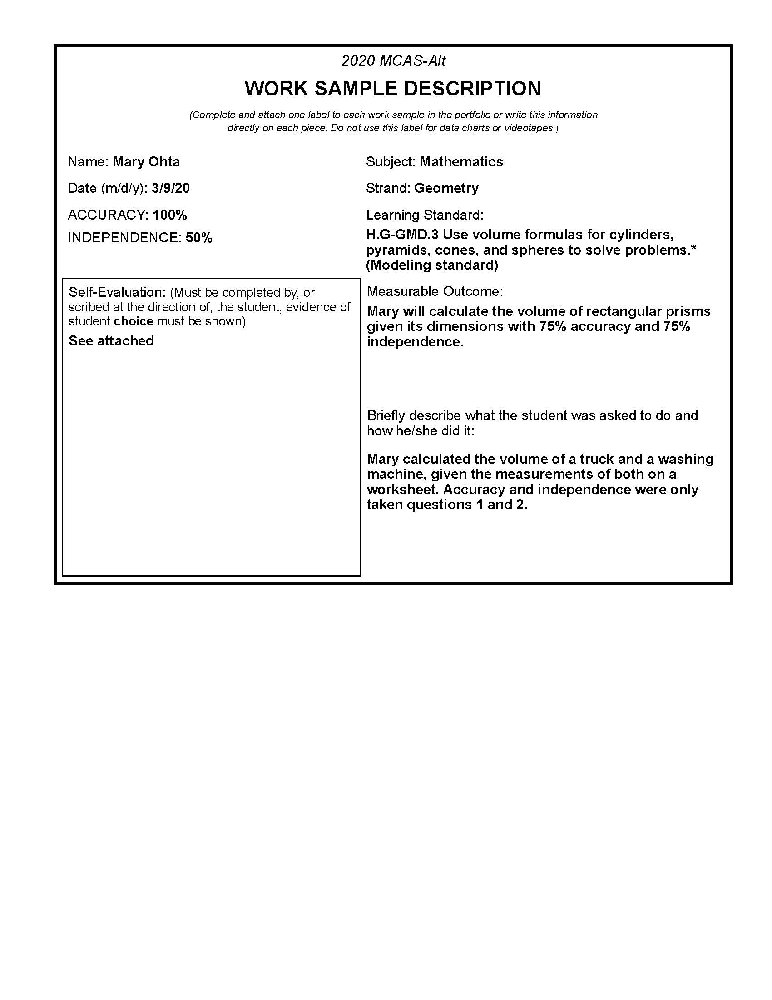 2020 MCAS-Alt
WORK SAMPLE DESCRIPTION
(Complete and attach one label to each work sample in the portfolio or write this information
directly on each piece. Do not use this label for data charts or videotapes.)
Name: Mary Ohta
Date (m/d/y): 3/9/20
ACCURACY: 100%
INDEPENDENCE: 50%
Self-Evaluation: (Must be completed by, or
scribed at the direction of, the student; evidence of
student choice must be shown)
See attached
Subject: Mathematics
Strand: Geometry
Learning Standard:
H.G-GMD.3 Use volume formulas for cylinders,
pyramids, cones, and spheres to solve problems.*
(Modeling standard)
Measurable Outcome:
Mary will calculate the volume of rectangular prisms
given its dimensions with 75% accuracy and 75%
independence.
Briefly describe what the student was asked to do and
how he/she did it:
Mary calculated the volume of a truck and a washing
machine, given the measurements of both on a
worksheet. Accuracy and independence were only
taken questions 1 and 2.